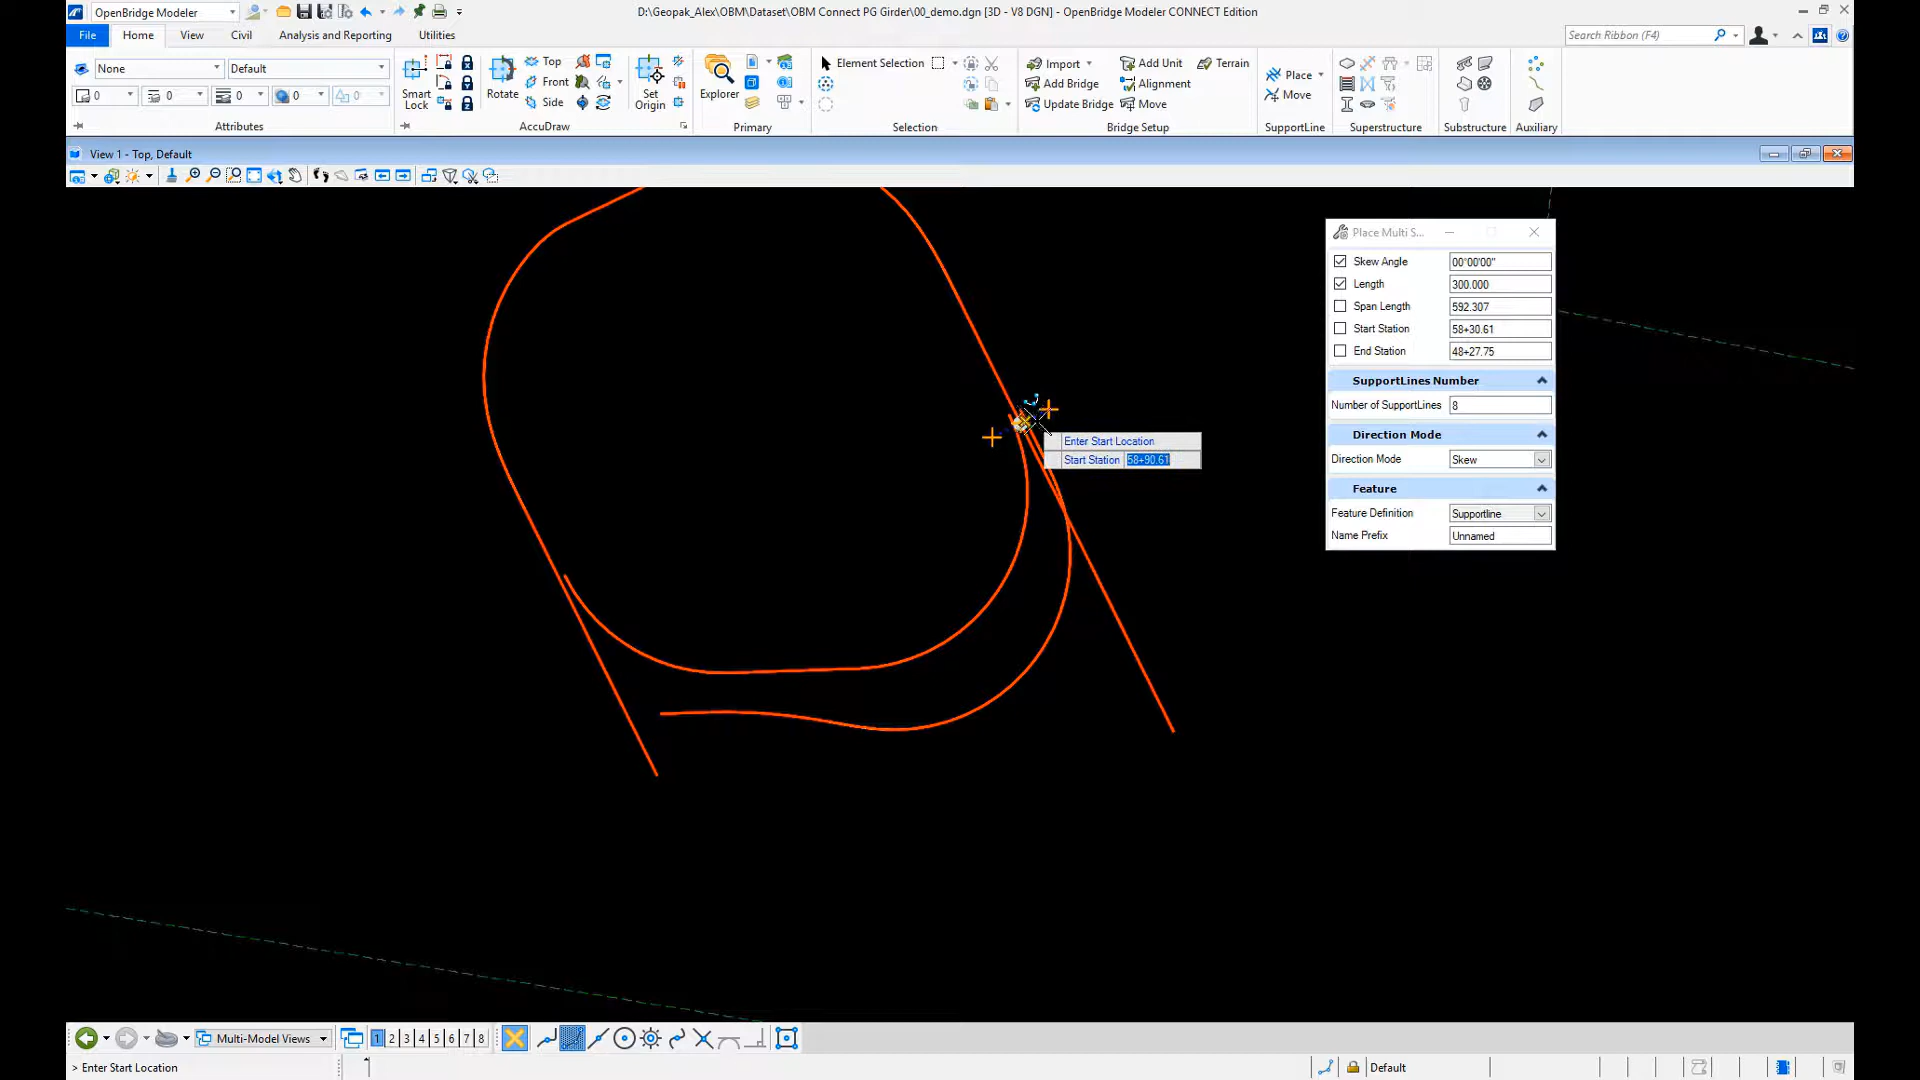 OpenBridge Modeler
D:\Geopak_Alex\OBM\Dataset\OBM Connect PG Girder\00_demo.dgn [3D - V8 DGN] - OpenBridge Modeler CONNECT Edition
File Home View Civil Analysis and Reporting Utilities
Search Ribbon (F4)
None Default
0 0 0 0 0
Attributes
Smart Lock
Rotate
Top
Front
Side
AccuDraw
Set Origin
Explorer
Primary
Element Selection
Selection
Import
Add Bridge
Update Bridge
Add Unit
Alignment
Move
Terrain
Bridge Setup
Place
Move
SupportLine
Superstructure
Substructure
Auxiliary
View 1 - Top, Default
Place Multi S...
Skew Angle 00°00'00"
Length 300.000
Span Length 592.307
Start Station 58+30.61
End Station 48+27.75
SupportLines Number
Number of SupportLines 8
Direction Mode
Direction Mode Skew
Feature
Feature Definition Supportline
Name Prefix Unnamed
Enter Start Location
Start Station 58+90.61
Multi-Model Views 1 2 3 4 5 6 7 8
> Enter Start Location
Default